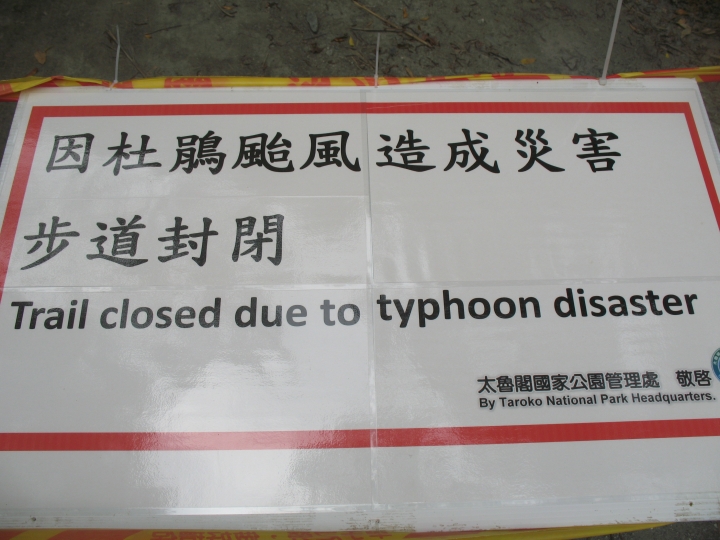 因杜鵑颱風造成災害
步道封閉
Trail closed due to typhoon disaster
太魯閣國家公園管理處 敬啓
By Taroko National Park Headquarters.